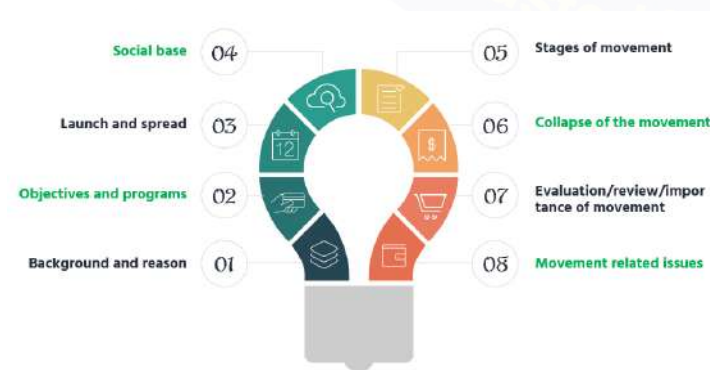 Social base
04
05
Stages of movement
Launch and spread
03
12
$
06
Collapse of the movement
Objectives and programs
02
07
Evaluation/review/impor
tance of movement
Background and reason
01
08
Movement related issues